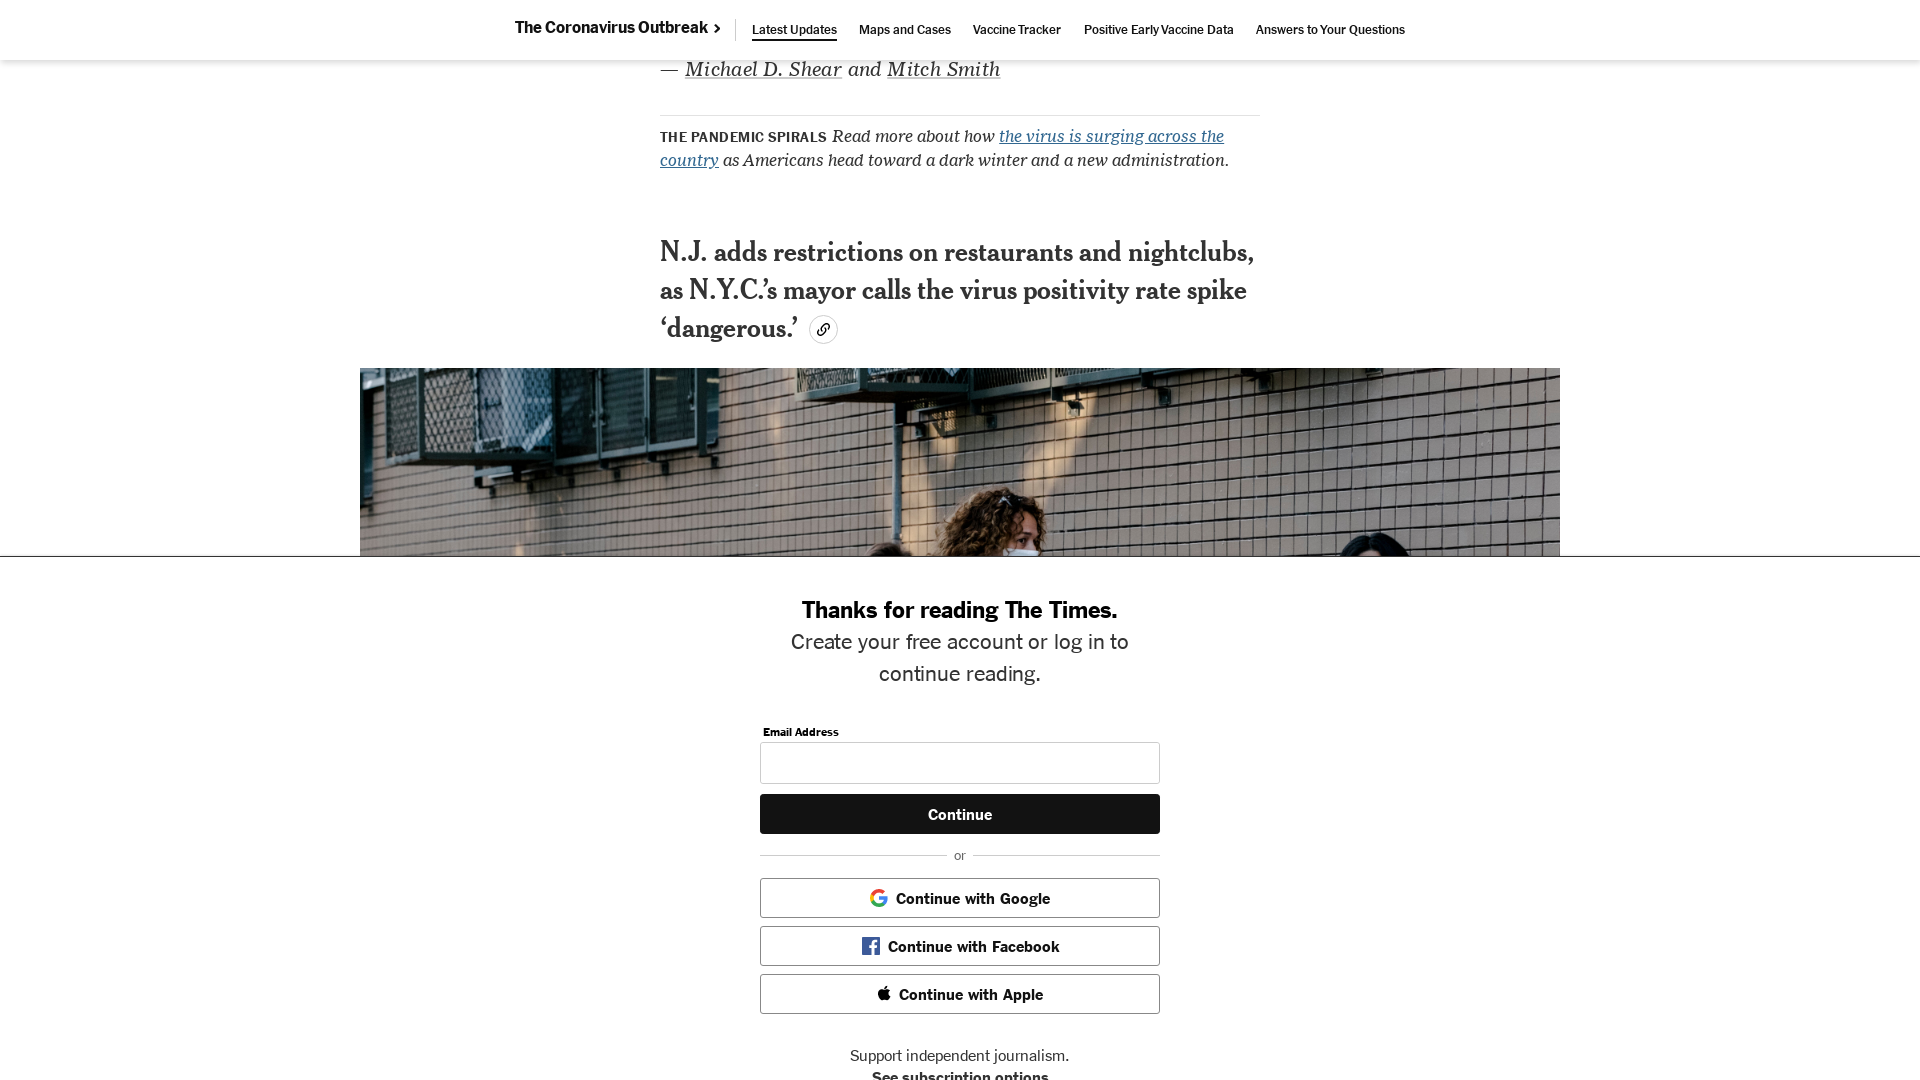 The Coronavirus Outbreak
Latest Updates
Maps and Cases
Vaccine Tracker
Positive Early Vaccine Data
Answers to Your Questions
— Michael D. Shear and Mitch Smith
THE PANDEMIC SPIRALS Read more about how the virus is surging across the
country as Americans head toward a dark winter and a new administration.
N.J. adds restrictions on restaurants and nightclubs,
as N.Y.C.’s mayor calls the virus positivity rate spike
‘dangerous.’
Thanks for reading The Times.
Create your free account or log in to
continue reading.
Email Address
Continue
or
Continue with Google
Continue with Facebook
Continue with Apple
Support independent journalism.
See subscription options